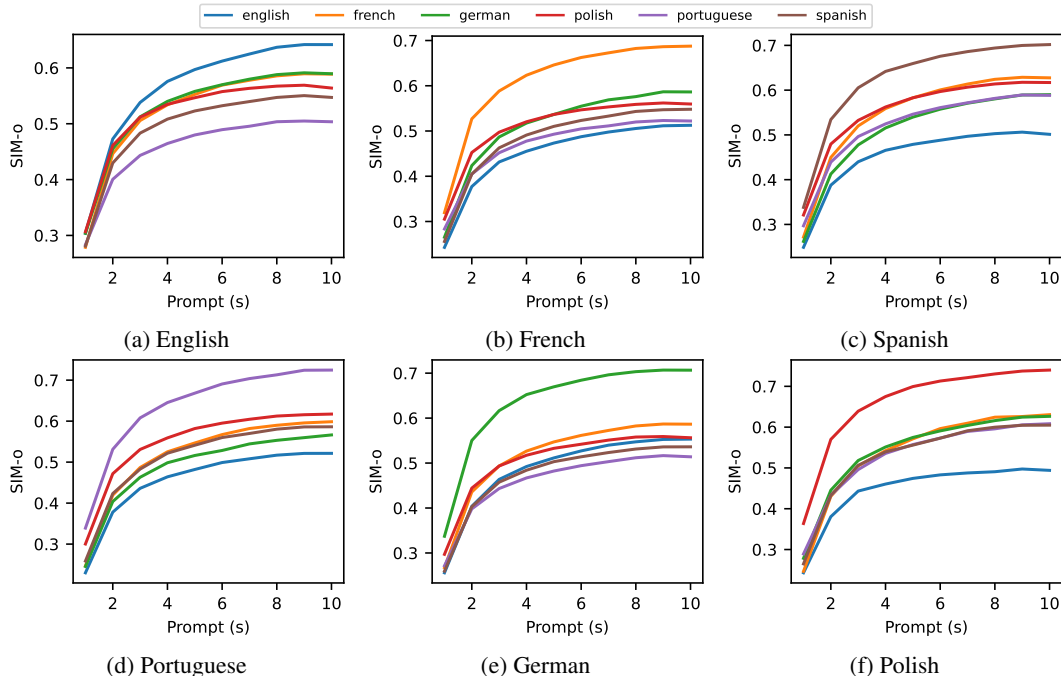 english french german polish portuguese spanish
0.6
0.5
0.4
0.3
SIM-o
2 4 6 8 10
Prompt (s)
(a) English
0.7
0.6
0.5
0.4
0.3
SIM-o
2 4 6 8 10
Prompt (s)
(b) French
0.7
0.6
0.5
0.4
0.3
SIM-o
2 4 6 8 10
Prompt (s)
(c) Spanish
0.7
0.6
0.5
0.4
0.3
SIM-o
2 4 6 8 10
Prompt (s)
(d) Portuguese
0.7
0.6
0.5
0.4
0.3
SIM-o
2 4 6 8 10
Prompt (s)
(e) German
0.7
0.6
0.5
0.4
0.3
SIM-o
2 4 6 8 10
Prompt (s)
(f) Polish